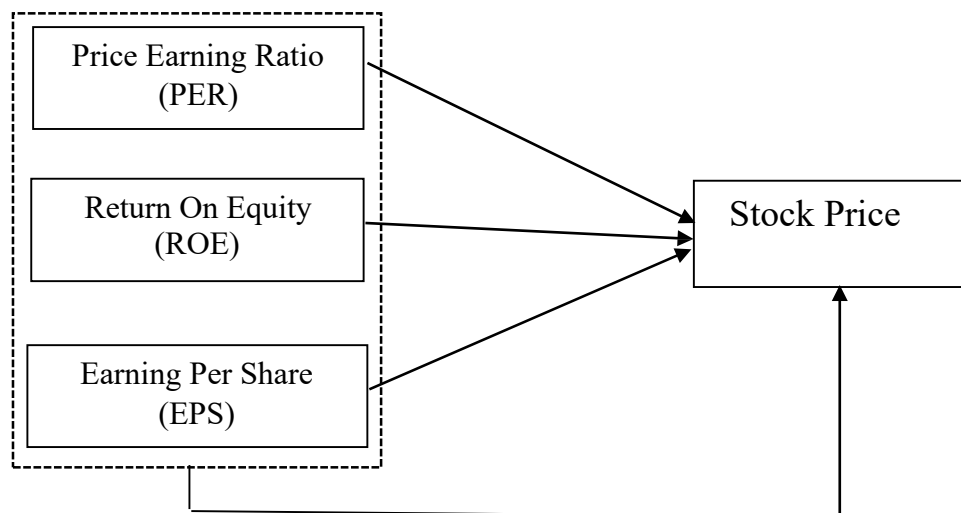 Price Earning Ratio
(PER)
Return On Equity
(ROE)
Earning Per Share
(EPS)
Stock Price